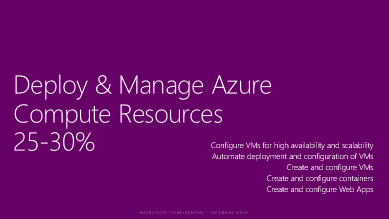 Deploy & Manage Azure
Compute Resources
25-30%
Configure VMs for high availability and scalability
Automate deployment and configuration of VMs
Create and configure VMs
Create and configure containers
Create and configure Web Apps
MICROSOFT CONFIDENTIAL - INTERNAL ONLY